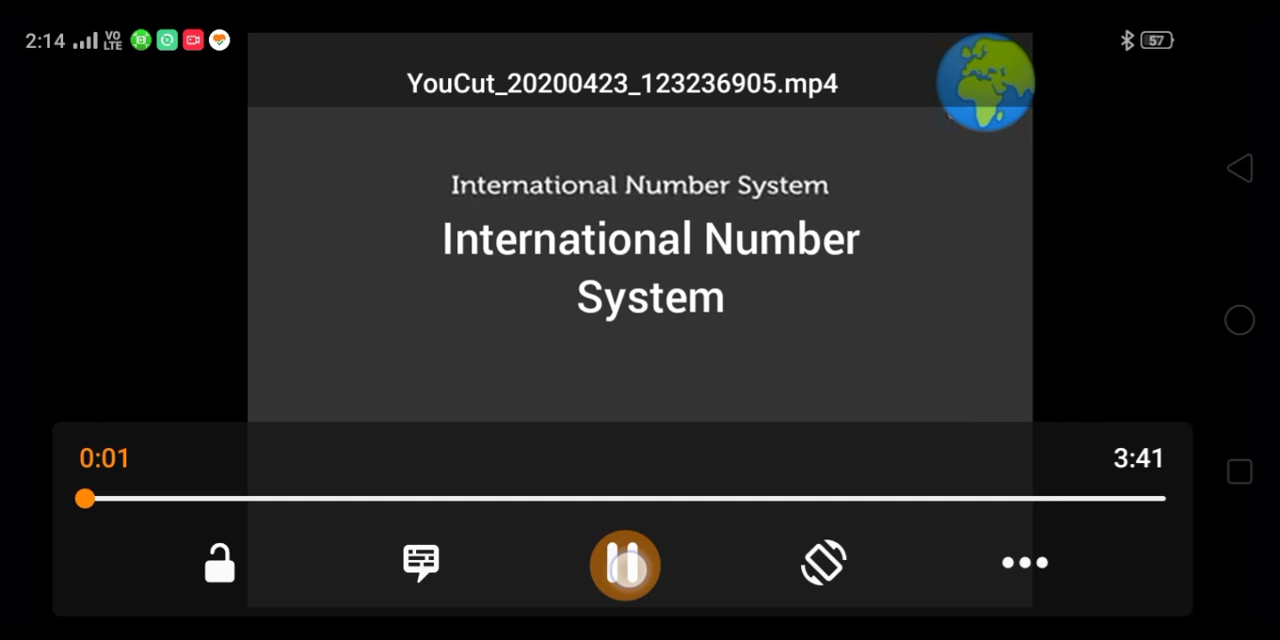 2:14 VO LTE 57
YouCut_20200423_123236905.mp4
International Number System
International Number
System
0:01 3:41